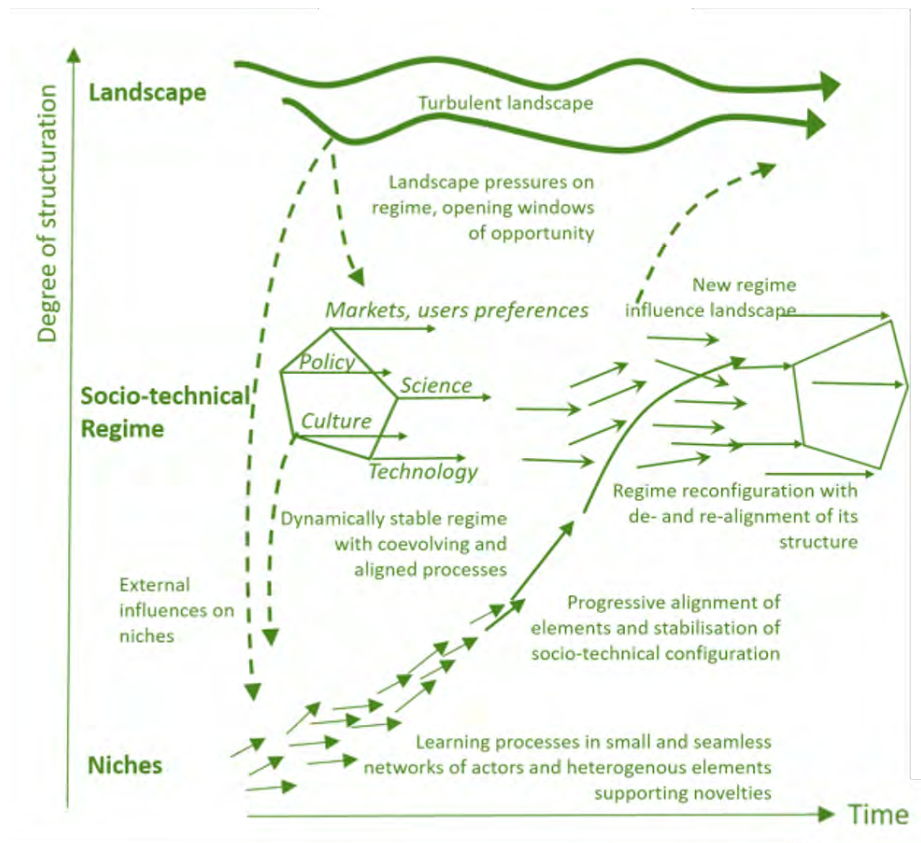 Degree of structuration
Landscape
Turbulent landscape
Landscape pressures on
regime, opening windows
of opportunity
New regime
influence landscape
Markets, users preferences
Policy
Science
Socio-technical
Regime
Culture
Technology
Regime reconfiguration with
de- and re-alignment of its
structure
Dynamically stable regime
with coevolving and
aligned processes
External
influences on
niches
Progressive alignment of
elements and stabilisation of
socio-technical configuration
Niches
Learning processes in small and seamless
networks of actors and heterogenous elements
supporting novelties
Time